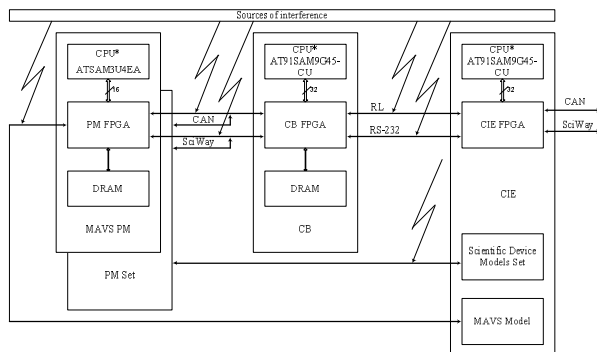 Sources of interference
CPU*
ATSAM3U4EA
16
PM FPGA
DRAM
MAVS PM
PM Set
CAN
SciWay
CPU*
AT91SAM9G45-
CU
32
CB FPGA
DRAM
CB
RL
RS-232
CPU*
AT91SAM9G45-
CU
32
CIE FPGA
CAN
SciWay
CIE
Scientific Device
Models Set
MAVS Model